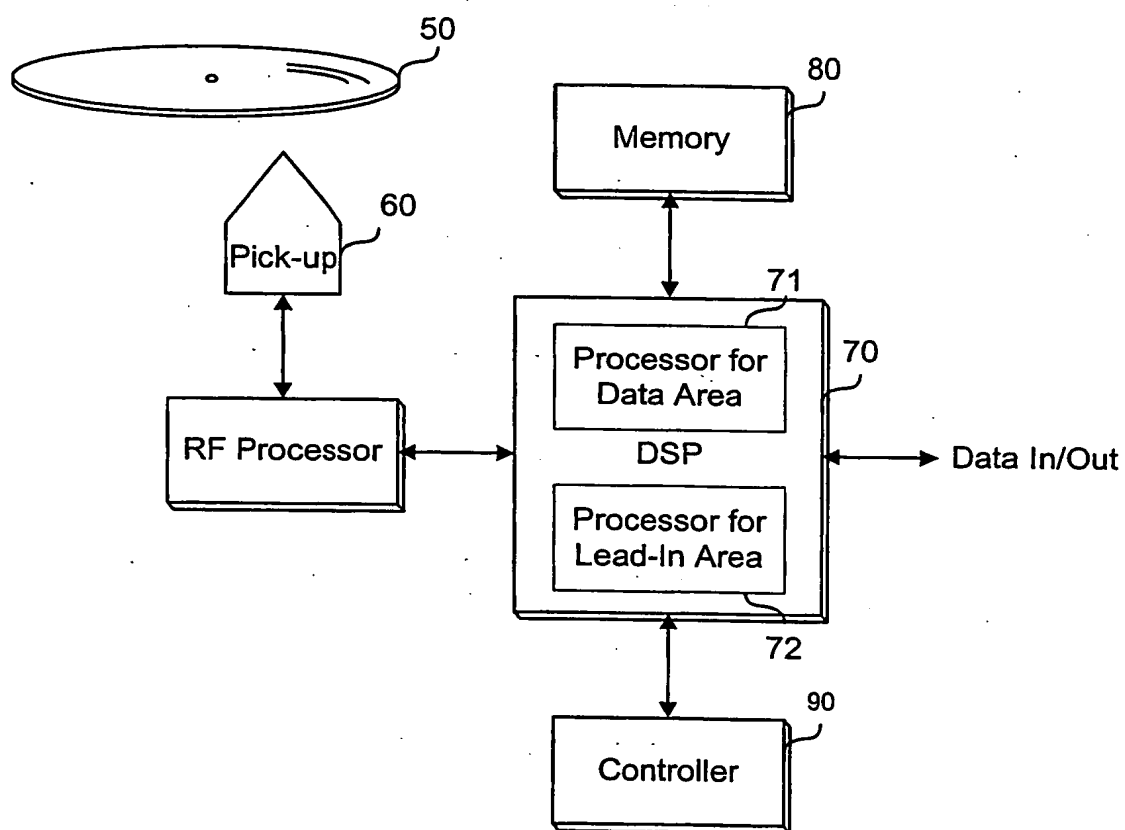 50
80
Memory
60
Pick-up
71
Processor for
Data Area
70
RF Processor
DSP
Data In/Out
Processor for
Lead-In Area
72
90
Controller